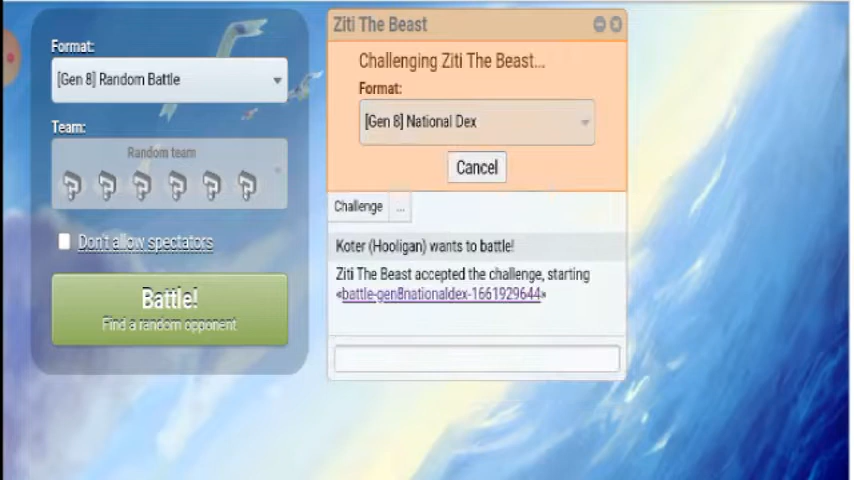 Format:
[Gen 8] Random Battle
Team:
Random team
Don't allow spectators
Battle!
Find a random opponent
Ziti The Beast
Challenging Ziti The Beast...
Format:
[Gen 8] National Dex
Cancel
Challenge ...
Koter (Hooligan) wants to battle!
Ziti The Beast accepted the challenge, starting
«battle-gen8nationaldex-1661929644»